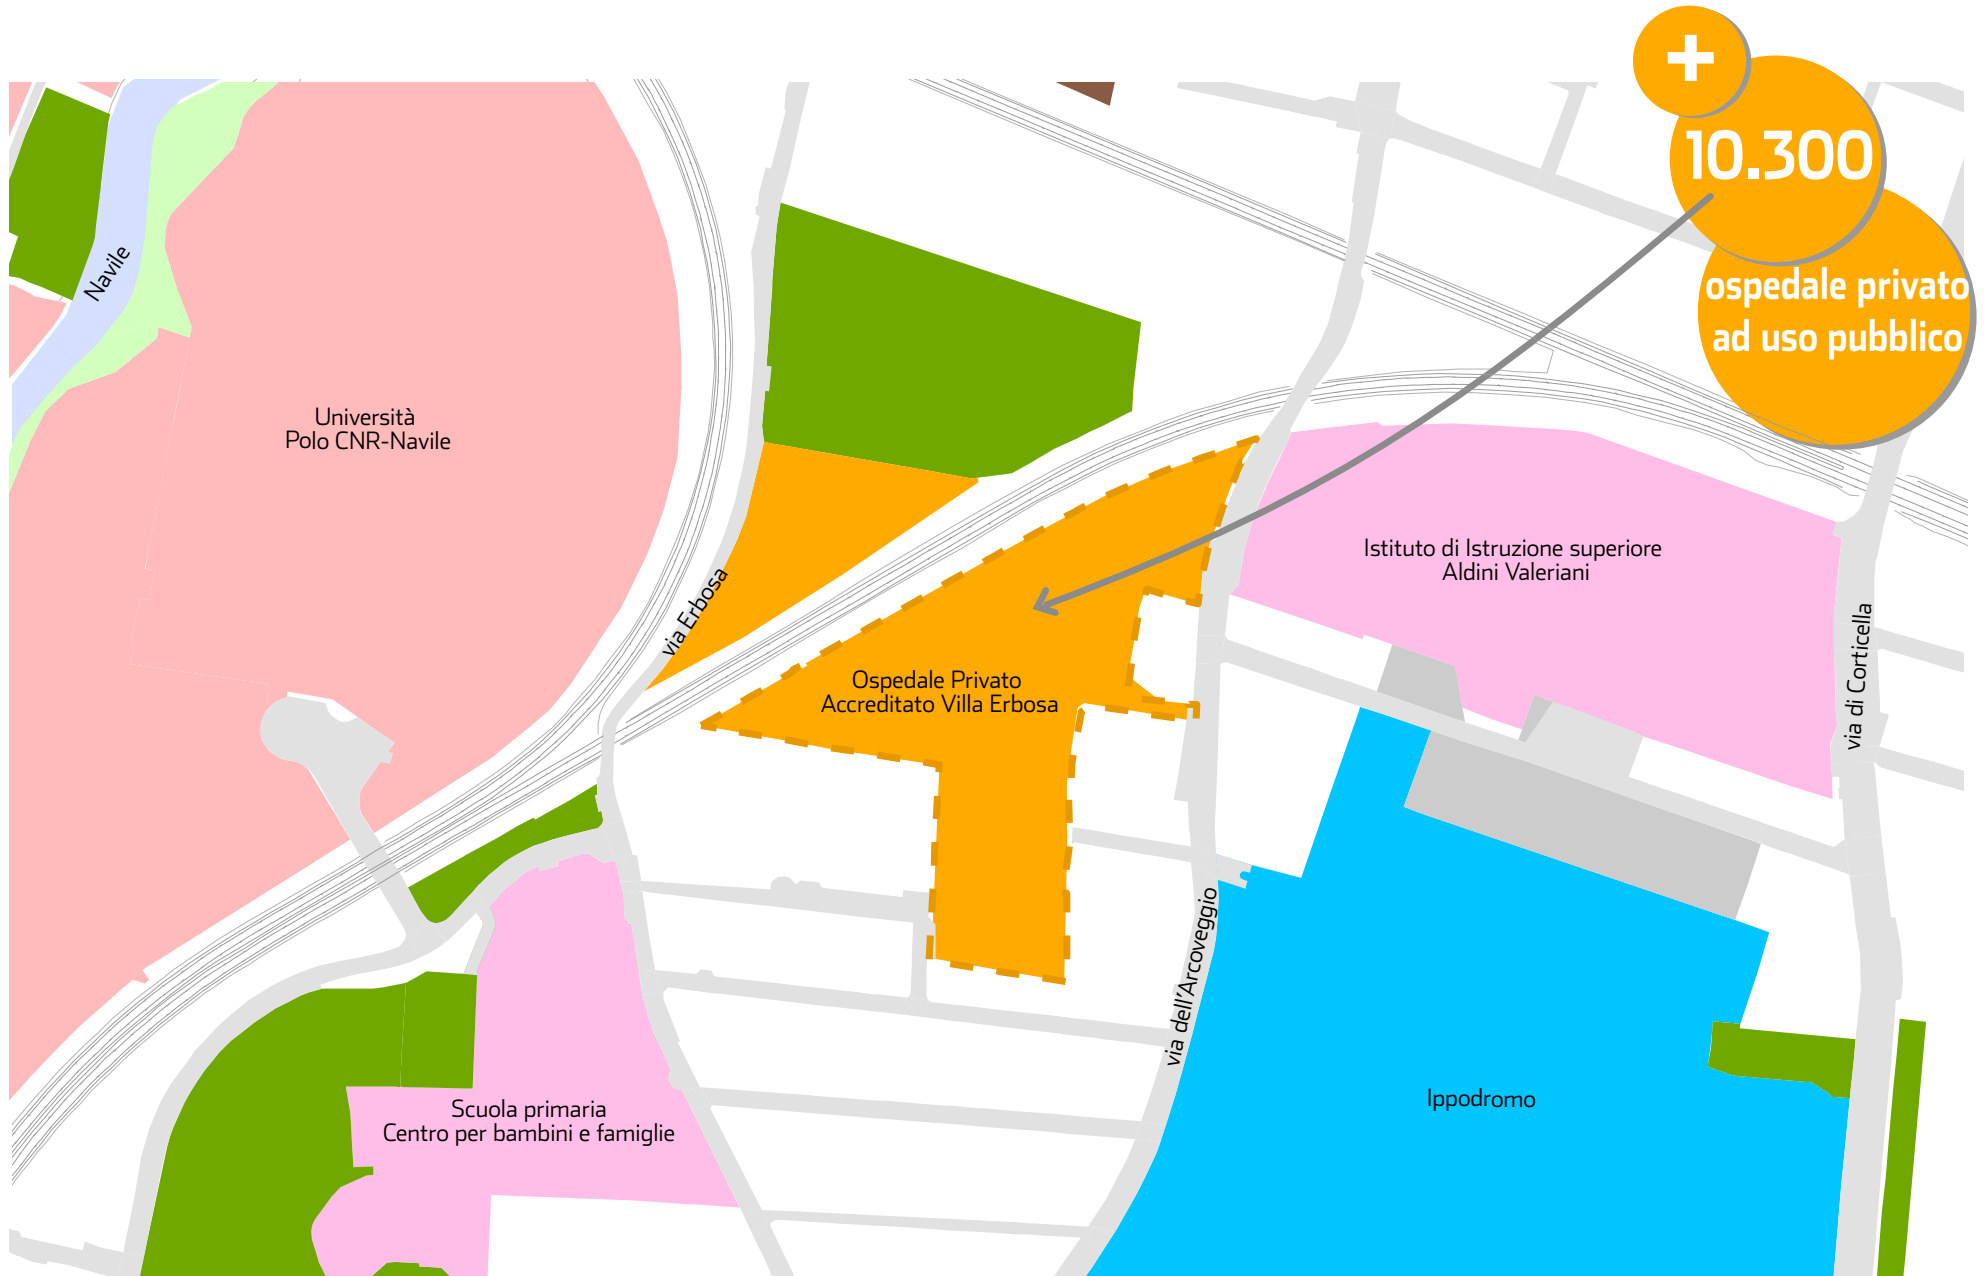 +
10.300
ospedale privato
ad uso pubblico
Navile
Università
Polo CNR-Navile
via Erbosa
Istituto di Istruzione superiore
Aldini Valeriani
via di Corticella
Ospedale Privato
Accreditato Villa Erbosa
via dell'Arcoveggio
Ippodromo
Scuola primaria
Centro per bambini e famiglie